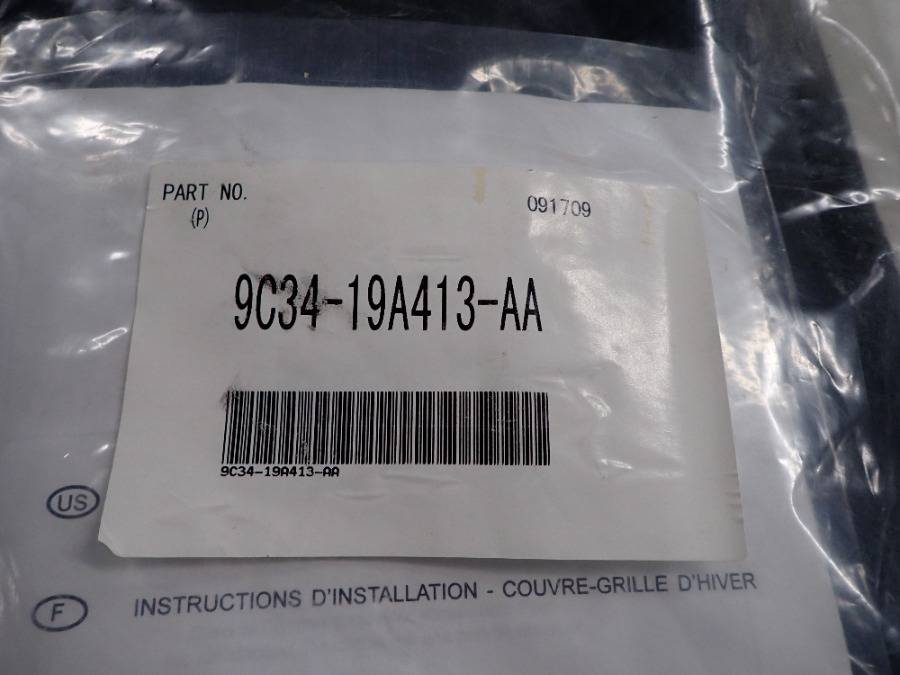 PART NO.
(P)
091709
9C34-19A413-AA
9C34-19A413-AA
US
F
INSTRUCTIONS D'INSTALLATION - COUVRE-GRILLE D'HIVER